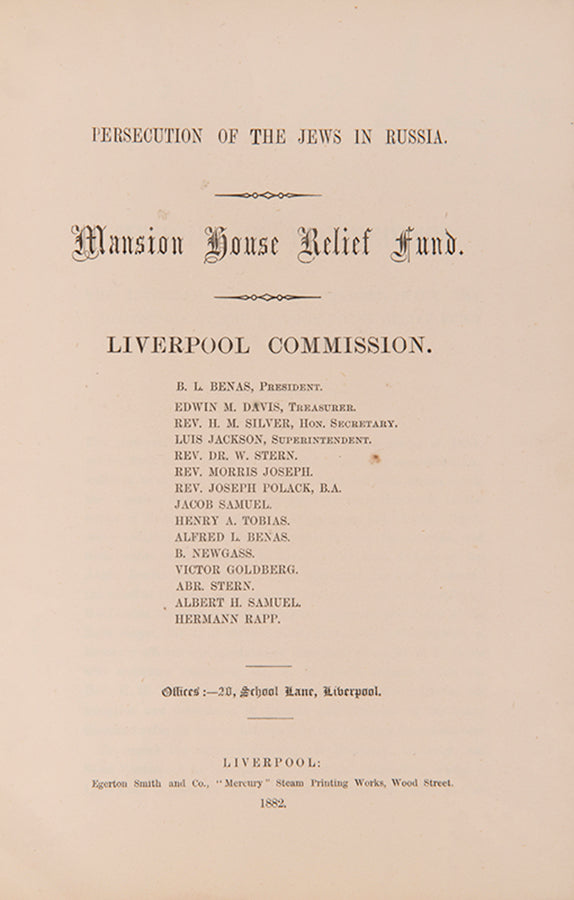 PERSECUTION OF THE JEWS IN RUSSIA.
Mansion House Relief Fund.
LIVERPOOL COMMISSION.
B. L. BENAS, PRESIDENT.
EDWIN M. DAVIS, TREASURER.
REV. H. M. SILVER, HON. SECRETARY.
LUIS JACKSON, SUPERINTENDENT.
REV. DR. W. STERN.
REV. MORRIS JOSEPH.
REV. JOSEPH POLACK, B.A.
JACOB SAMUEL.
HENRY A. TOBIAS.
ALFRED L. BENAS.
B. NEWGASS.
VICTOR GOLDBERG.
ABR. STERN.
ALBERT H. SAMUEL.
HERMANN RAPP.
Offices:—20, School Lane, Liverpool.
LIVERPOOL:
Egerton Smith and Co., "Mercury" Steam Printing Works, Wood Street.
1882.